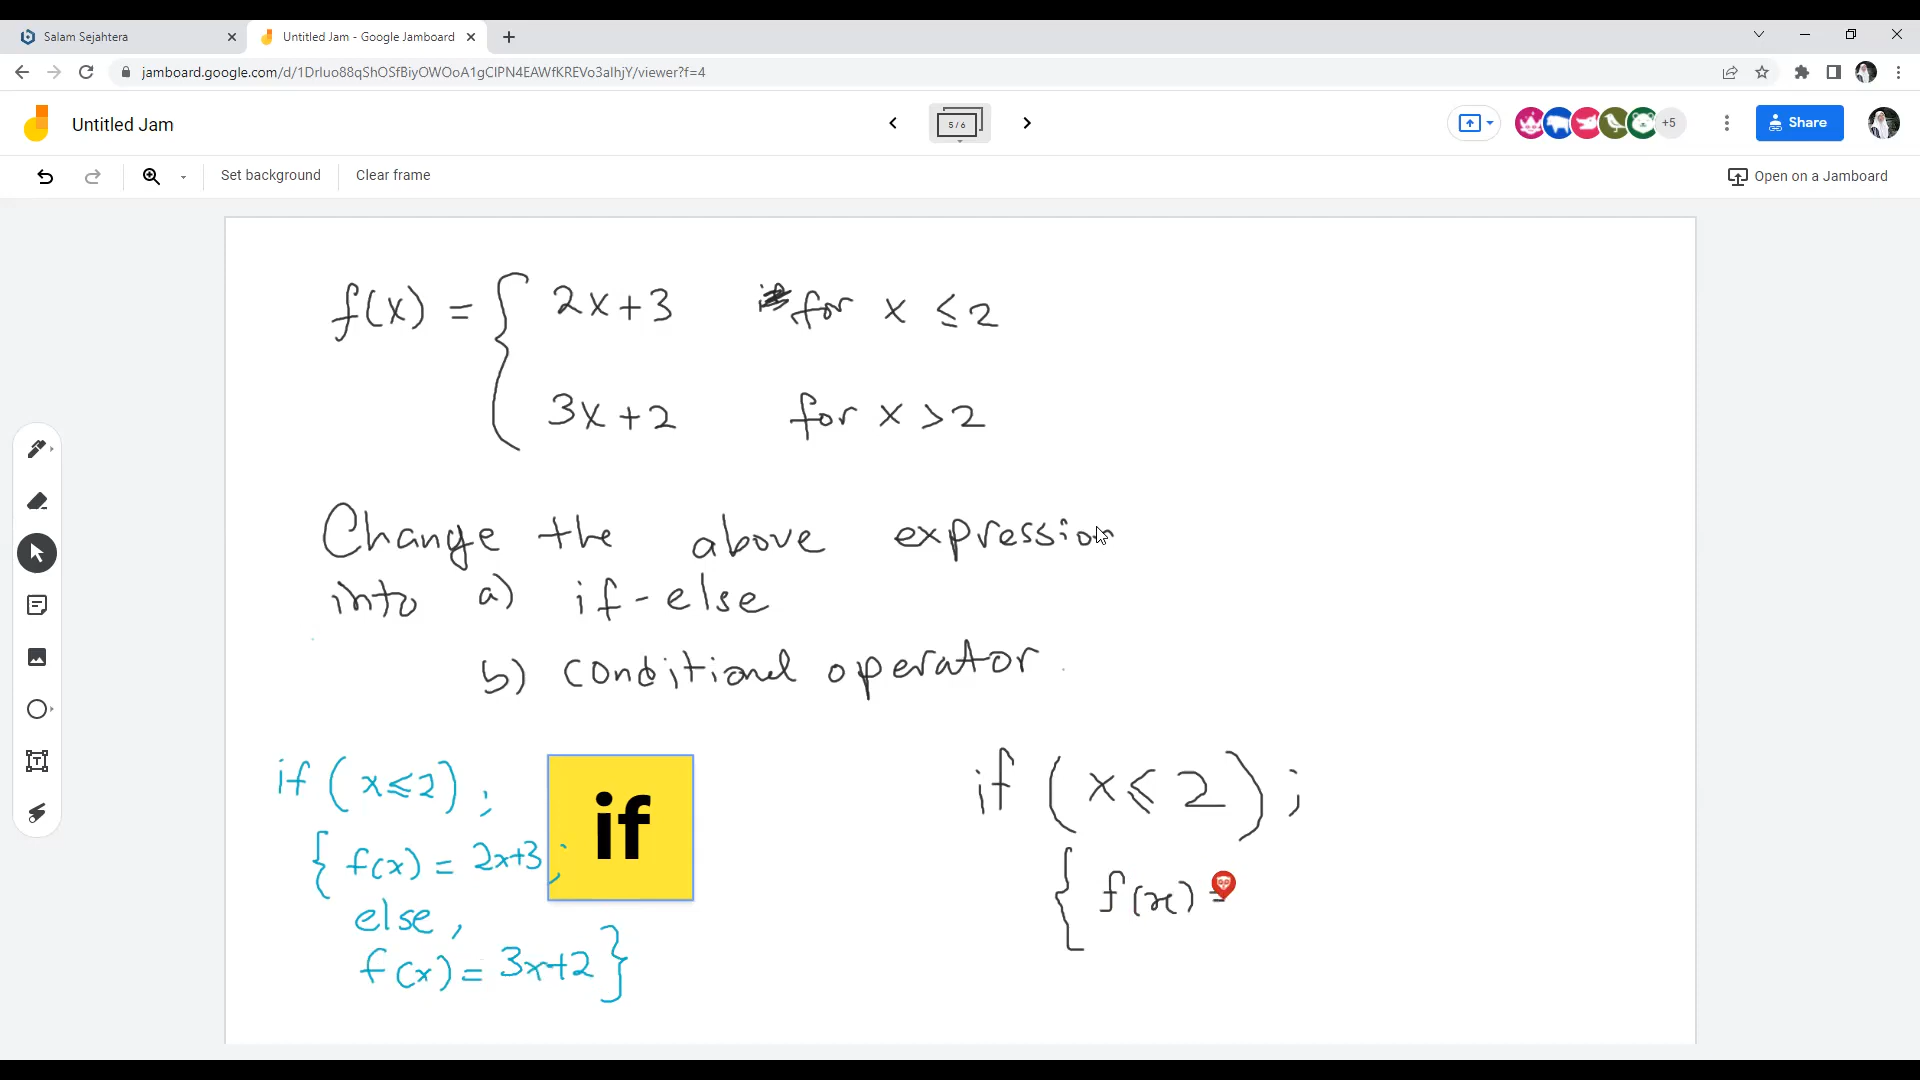 Salam Sejahtera
Untitled Jam - Google Jamboard
jamboard.google.com/d/1DrIuo88qShOSfBiyOWOoA1gClPN4EAWfKREVo3alhjY/viewer?f=4
Untitled Jam
5 / 6
+5
Share
Set background
Clear frame
Open on a Jamboard
f(x) = { 2x+3 for x ≤ 2
3x+2 for x > 2
Change the above expression
into a) if-else
b) conditional operator
if (x≤2) ;
{ f(x) = 2x+3 ;
else ,
f(x) = 3x+2 }
if
if (x ≤ 2) ;
{ f(x) =